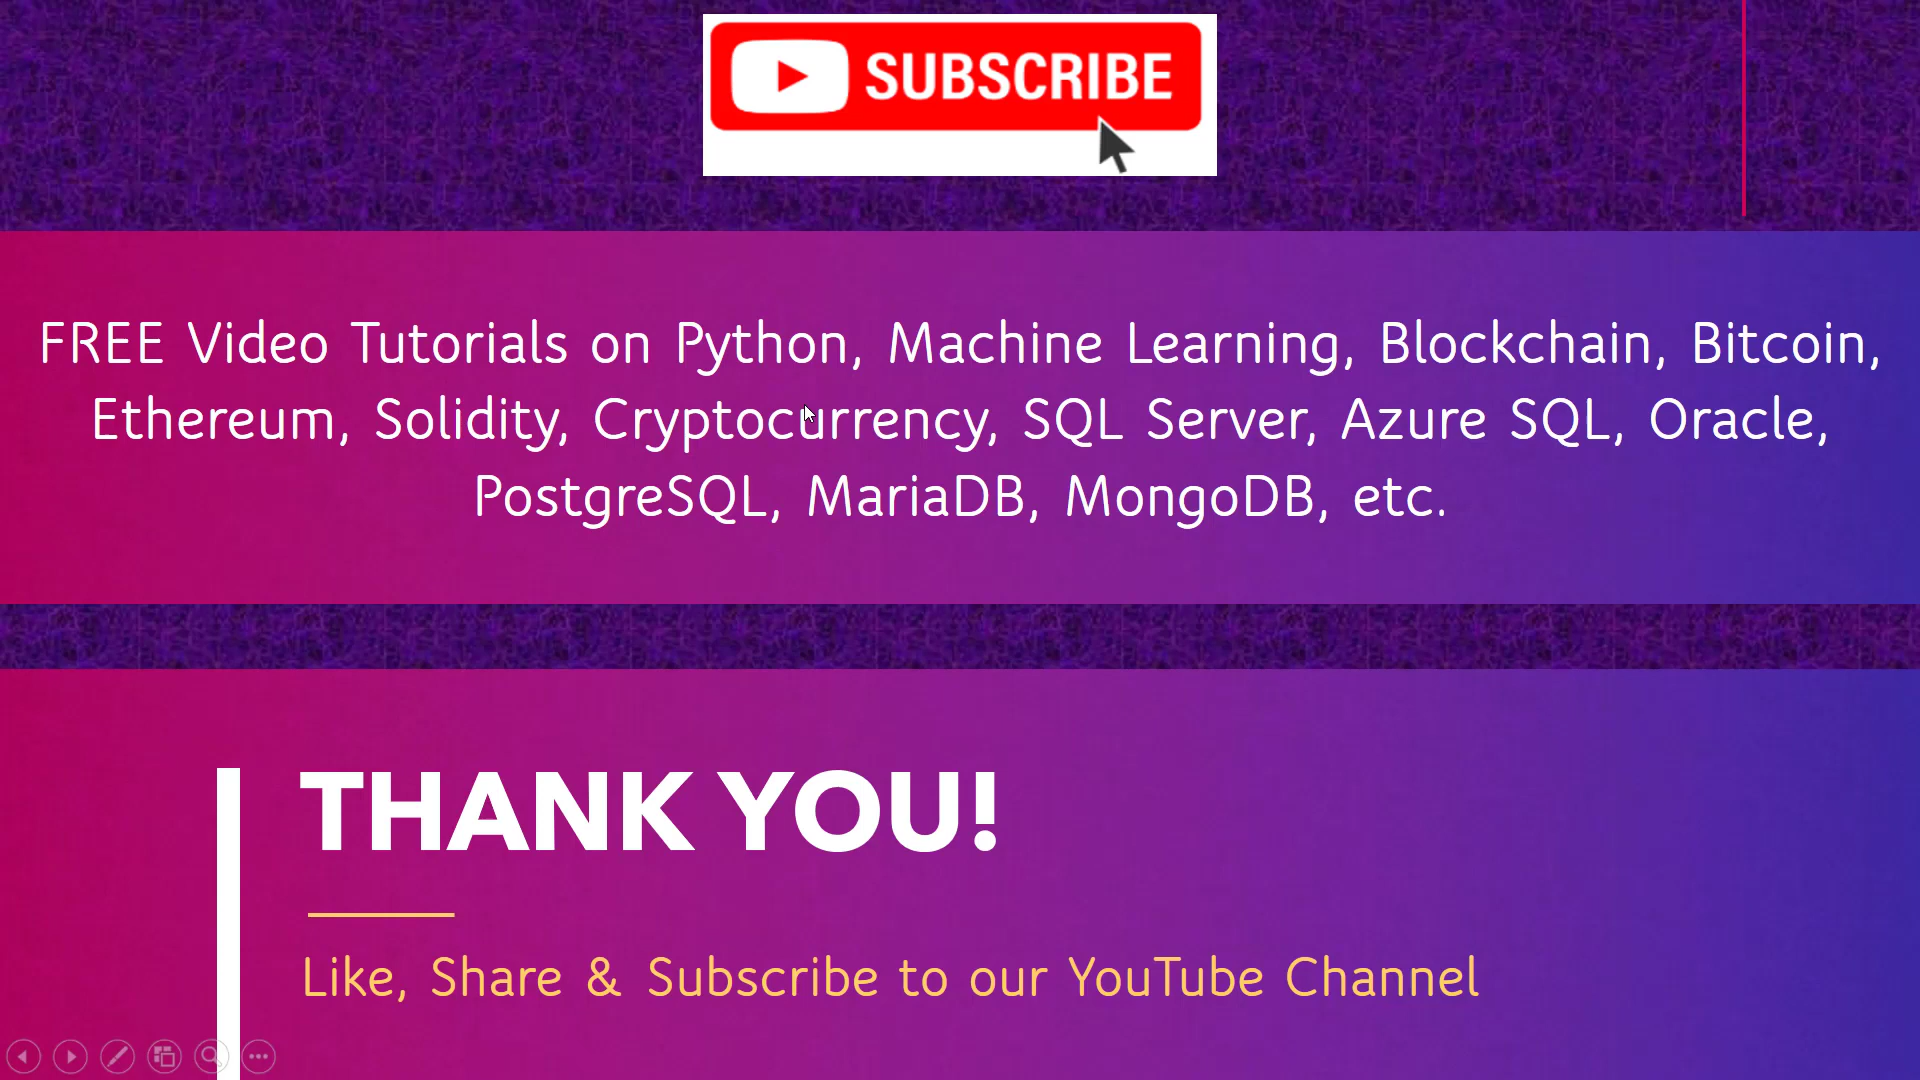 SUBSCRIBE
FREE Video Tutorials on Python, Machine Learning, Blockchain, Bitcoin,
Ethereum, Solidity, Cryptocurrency, SQL Server, Azure SQL, Oracle,
PostgreSQL, MariaDB, MongoDB, etc.
THANK YOU!
Like, Share & Subscribe to our YouTube Channel